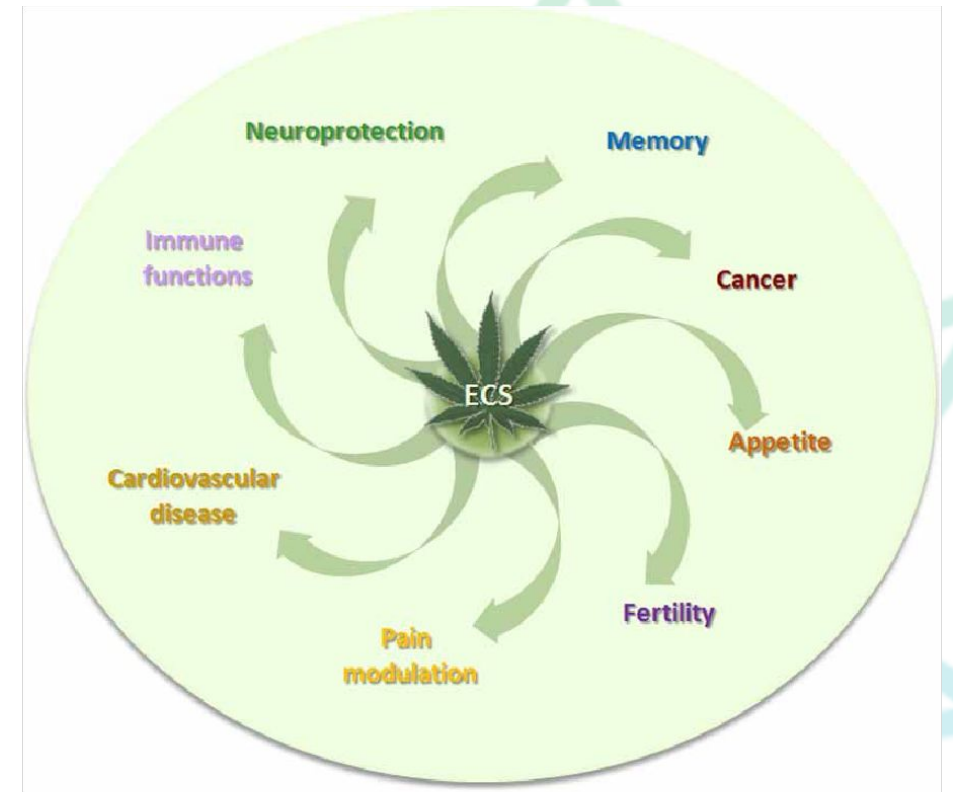 Neuroprotection
Memory
Immune
functions
Cancer
ECS
Appetite
Cardiovascular
disease
Fertility
Pain
modulation